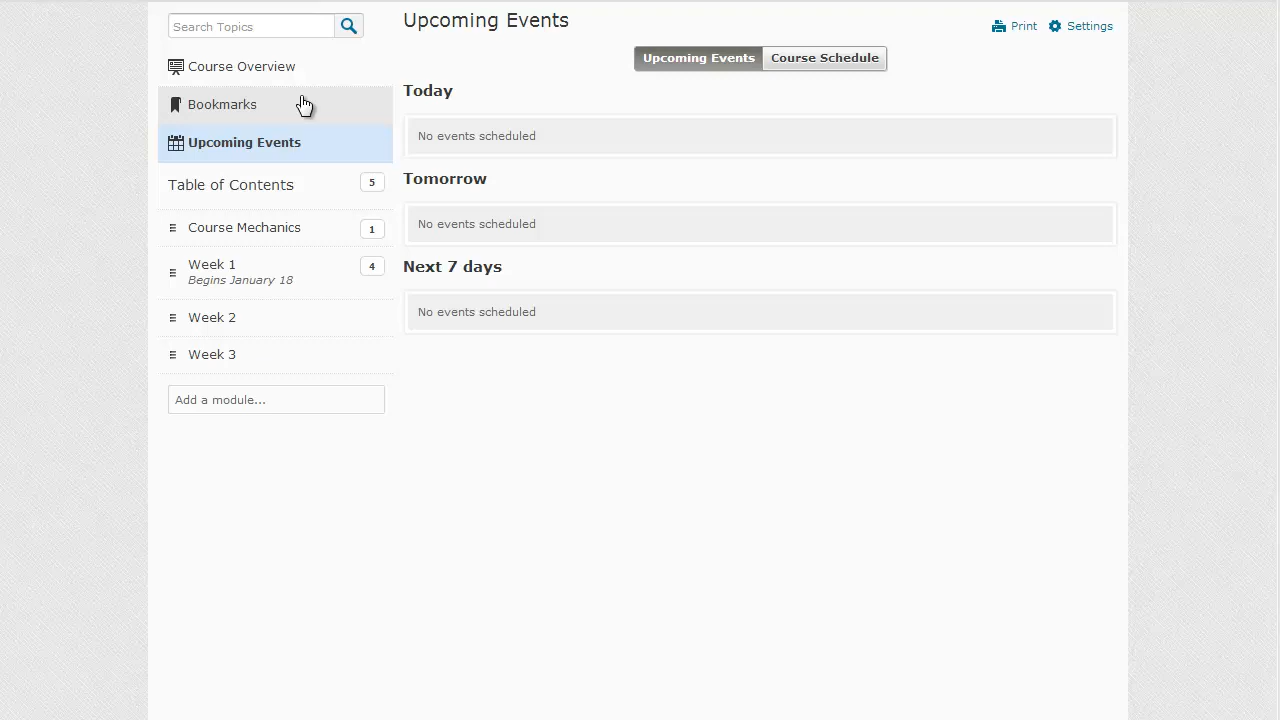 Search Topics
Course Overview
Bookmarks
Upcoming Events
Table of Contents 5
Course Mechanics 1
Week 1 4
Begins January 18
Week 2
Week 3
Add a module...
Upcoming Events
Print Settings
Upcoming Events Course Schedule
Today
No events scheduled
Tomorrow
No events scheduled
Next 7 days
No events scheduled